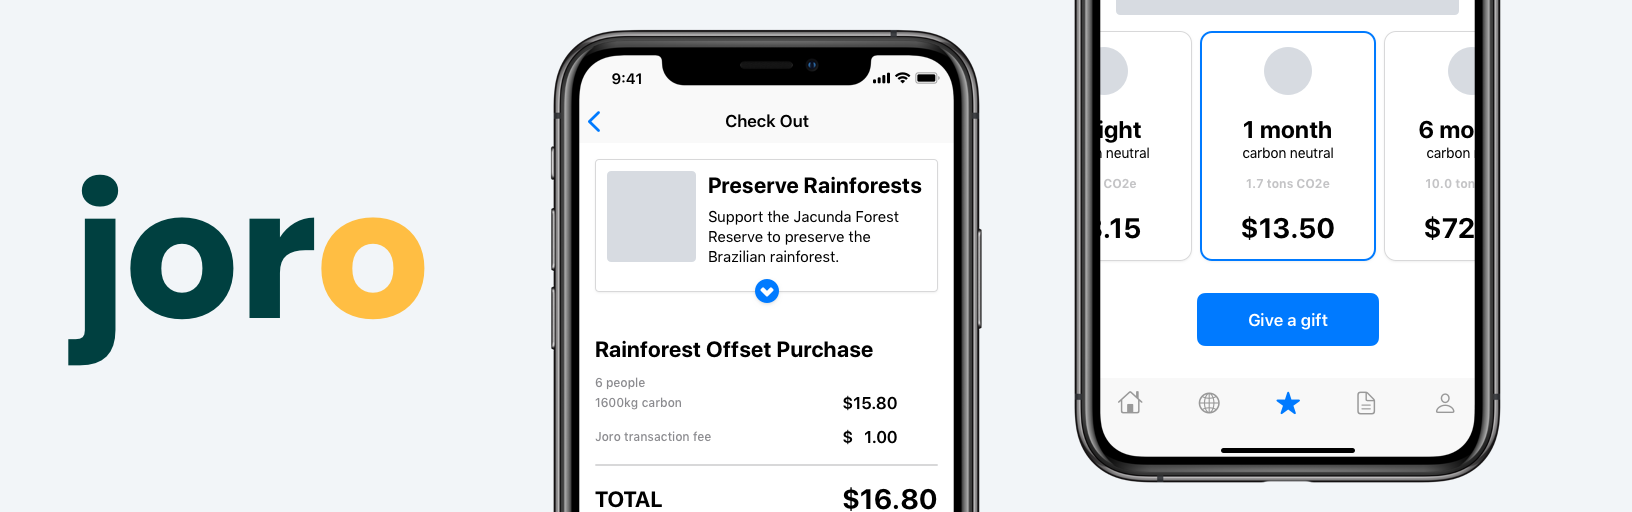 joro
9:41
Check Out
Preserve Rainforests
Support the Jacunda Forest
Reserve to preserve the
Brazilian rainforest.
Rainforest Offset Purchase
6 people
1600kg carbon
$15.80
Joro transaction fee
$ 1.00
TOTAL
$16.80
ight
neutral
CO2e
.15
1 month
carbon neutral
1.7 tons CO2e
$13.50
6 mo
carbon
10.0 ton
$72
Give a gift